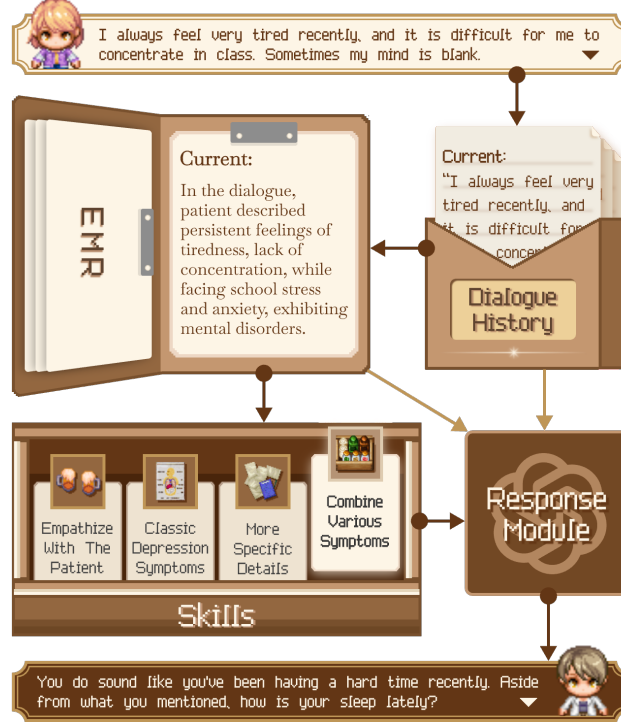 I always feel very tired recently, and it is difficult for me to
concentrate in class. Sometimes my mind is blank.
EMR
Current:
In the dialogue,
patient described
persistent feelings of
tiredness, lack of
concentration, while
facing school stress
and anxiety, exhibiting
mental disorders.
Current:
“I always feel very
tired recently, and
it is difficult for
concen
Dialogue
History
Empathize
With The
Patient
Classic
Depression
Symptoms
More
Specific
Details
Combine
Various
Symptoms
Skills
Response
Module
You do sound like you've been having a hard time recently. Aside
from what you mentioned, how is your sleep lately?